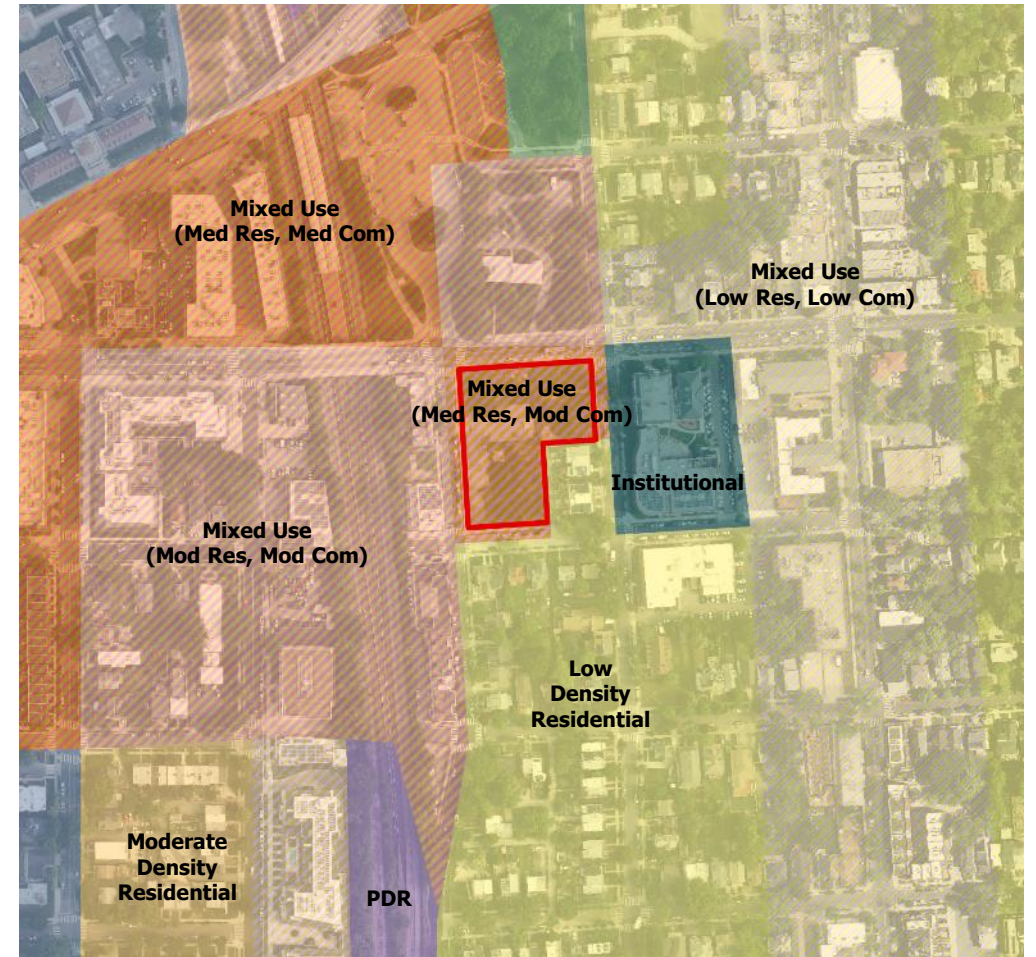 Mixed Use
(Med Res, Med Com)
Mixed Use
(Low Res, Low Com)
Mixed Use
(Med Res, Mod Com)
Institutional
Mixed Use
(Mod Res, Mod Com)
Low
Density
Residential
Moderate
Density
Residential
PDR